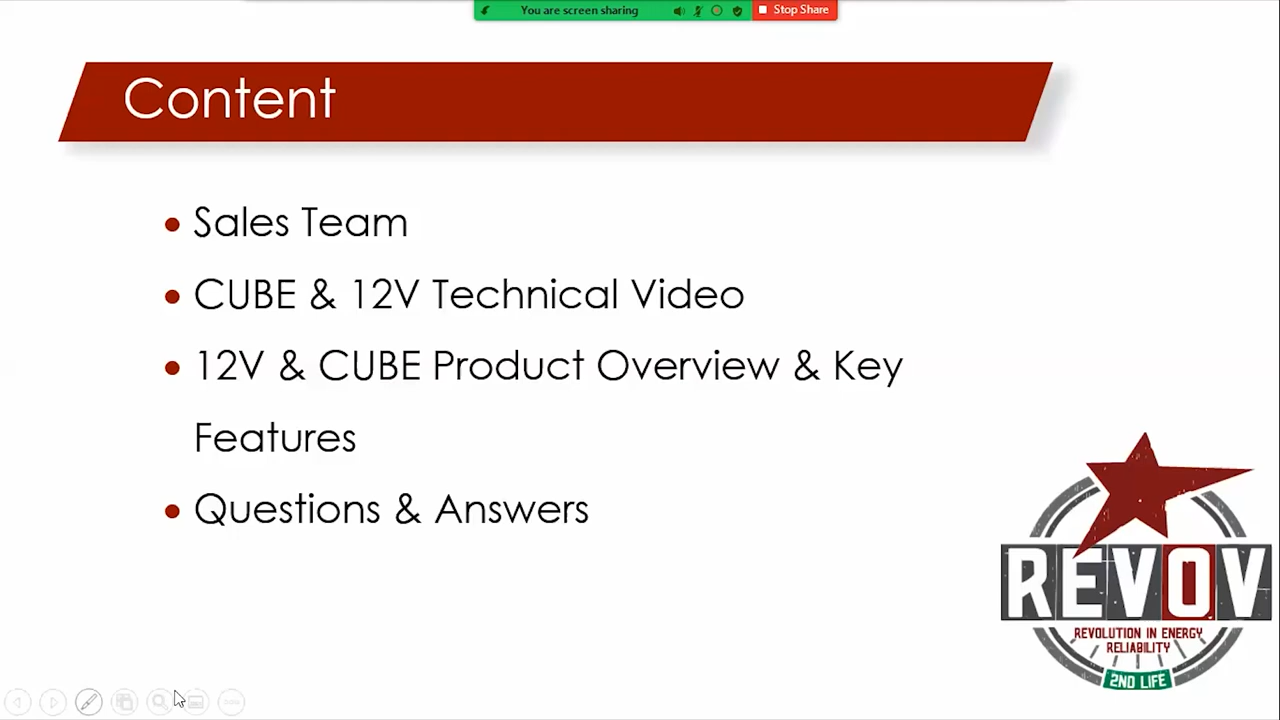 You are screen sharing
Stop Share
Content
• Sales Team
• CUBE & 12V Technical Video
• 12V & CUBE Product Overview & Key
Features
• Questions & Answers
REVOV
REVOLUTION IN ENERGY
RELIABILITY
2ND LIFE